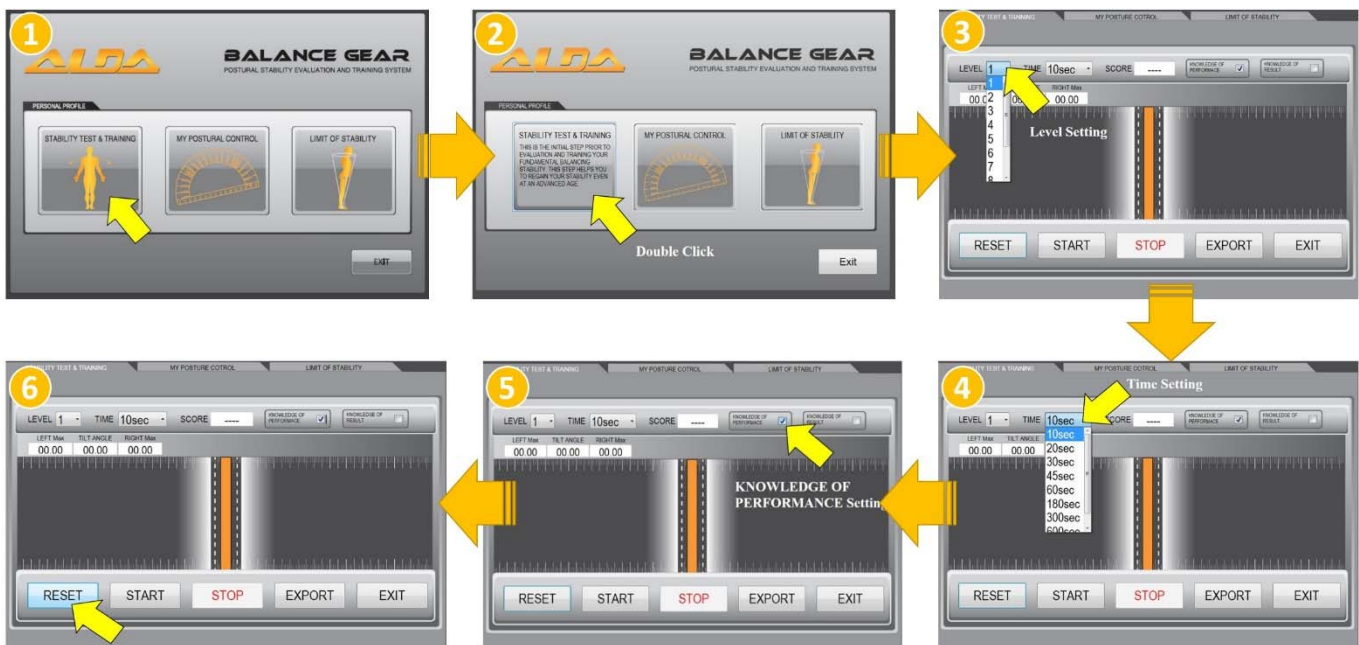 1
ALDA
BALANCE GEAR
POSTURAL STABILITY EVALUATION AND TRAINING SYSTEM
PERSONAL PROFILE
STABILITY TEST & TRAINING
MY POSTURAL CONTROL
LIMIT OF STABILITY
EXIT
2
ALDA
BALANCE GEAR
POSTURAL STABILITY EVALUATION AND TRAINING SYSTEM
PERSONAL PROFILE
STABILITY TEST & TRAINING
THIS IS THE INITIAL STEP PRIOR TO
EVALUATION AND TRAINING YOUR
FUNDAMENTAL BALANCING
STABILITY. THIS STEP HELPS YOU
TO REGAIN YOUR STABILITY EVEN
AT AN ADVANCED AGE.
MY POSTURAL CONTROL
LIMIT OF STABILITY
Double Click
Exit
3
TEST & TRAINING MY POSTURE COTROL LIMIT OF STABILITY
LEVEL 1 TIME 10sec SCORE ----
KNOWLEDGE OF
PERFORMANCE
KNOWLEDGE OF
RESULT
RIGHT Max
00.00
1
2
3
4
5
6
7
8
Level Setting
RESET START STOP EXPORT EXIT
4
TEST & TRAINING MY POSTURE COTROL LIMIT OF STABILITY
Time Setting
LEVEL 1 TIME 10sec SCORE ----
KNOWLEDGE OF
PERFORMANCE
KNOWLEDGE OF
RESULT
LEFT Max TILT ANGLE
00.00 00.00
10sec
20sec
30sec
45sec
60sec
180sec
300sec
600sec
RESET START STOP EXPORT EXIT
5
TEST & TRAINING MY POSTURE COTROL LIMIT OF STABILITY
LEVEL 1 TIME 10sec SCORE ----
KNOWLEDGE OF
PERFORMANCE
KNOWLEDGE OF
RESULT
LEFT Max TILT ANGLE RIGHT Max
00.00 00.00 00.00
KNOWLEDGE OF
PERFORMANCE Setting
RESET START STOP EXPORT EXIT
6
TEST & TRAINING MY POSTURE COTROL LIMIT OF STABILITY
LEVEL 1 TIME 10sec SCORE ----
KNOWLEDGE OF
PERFORMANCE
KNOWLEDGE OF
RESULT
LEFT Max TILT ANGLE RIGHT Max
00.00 00.00 00.00
RESET START STOP EXPORT EXIT